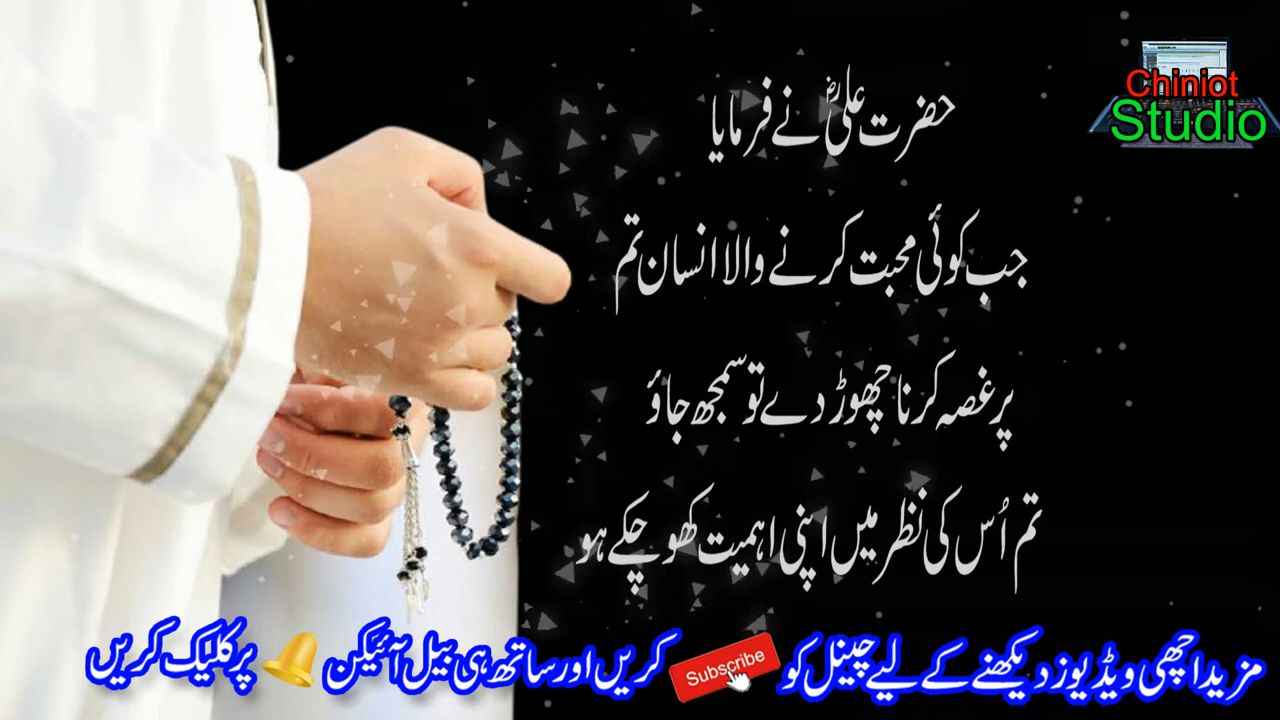 Chiniot
Studio
حضرت علیؓ نے فرمایا
جب کوئی محبت کرنے والا انسان تم
پر غصہ کرنا چھوڑ دے تو سمجھ جاؤ
تم اُس کی نظر میں اپنی اہمیت کھو چکے ہو
مزید اچھی ویڈیوز دیکھنے کے لیے چینل کو Subscribe کریں اور ساتھ ہی بیل آئیکن 🔔 پر کلیک کریں